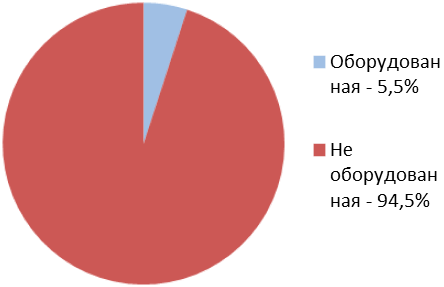 Оборудован
ная - 5,5%
Не
оборудован
ная - 94,5%